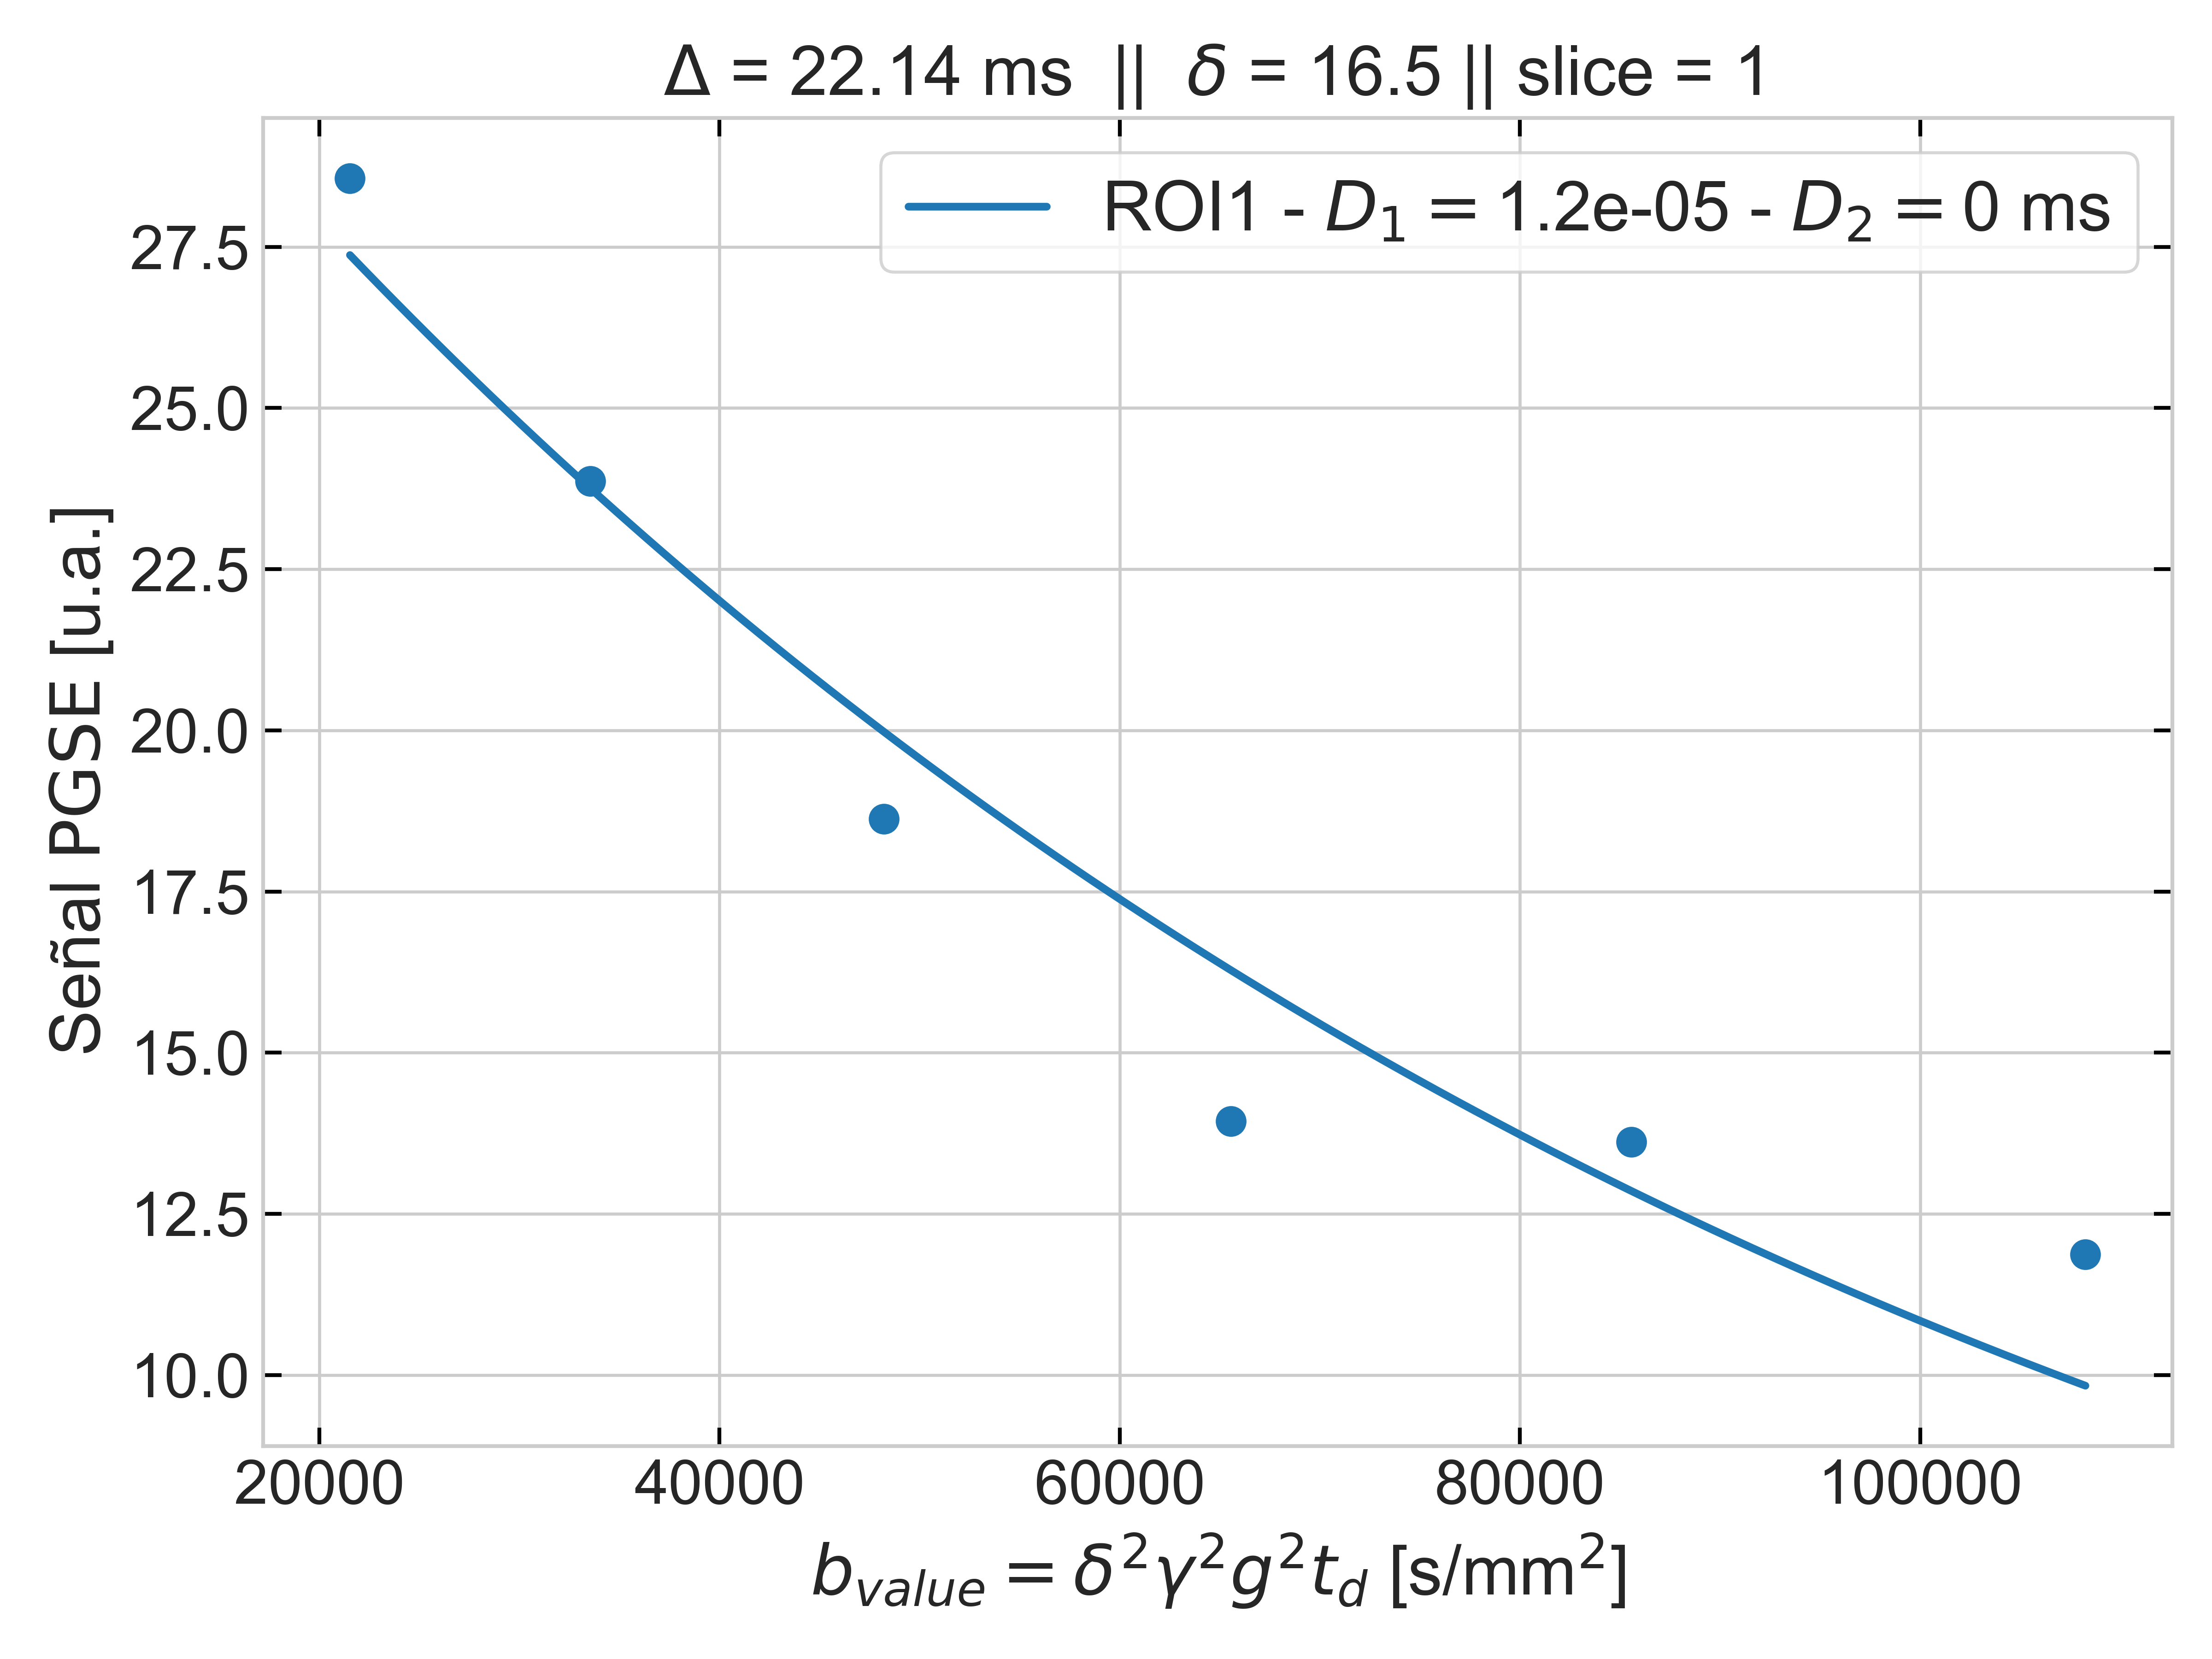 Δ = 22.14 ms || δ = 16.5 || slice = 1
ROI1 - D₁ = 1.2e-05 - D₂ = 0 ms
27.5
25.0
22.5
20.0
17.5
15.0
12.5
10.0
Señal PGSE [u.a.]
20000 40000 60000 80000 100000
b_value = δ²γ²g²t_d [s/mm²]